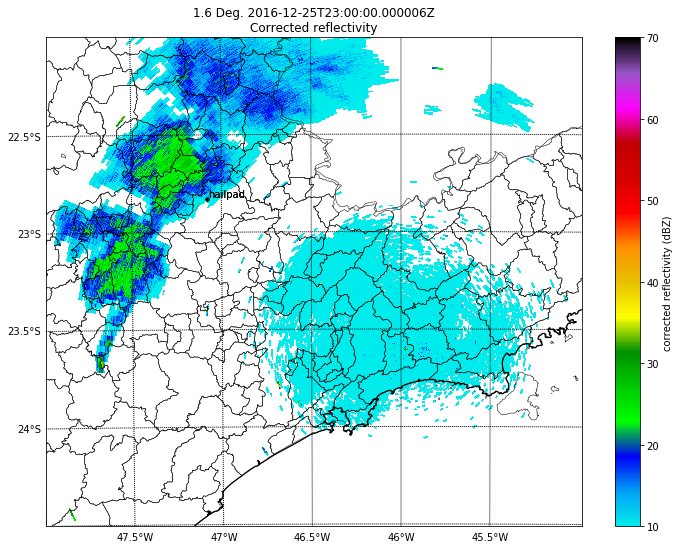 1.6 Deg. 2016-12-25T23:00:00.000006Z
Corrected reflectivity
70
60
50
40
30
20
10
corrected reflectivity (dBZ)
22.5°S
23°S
23.5°S
24°S
hailpad
47.5°W
47°W
46.5°W
46°W
45.5°W